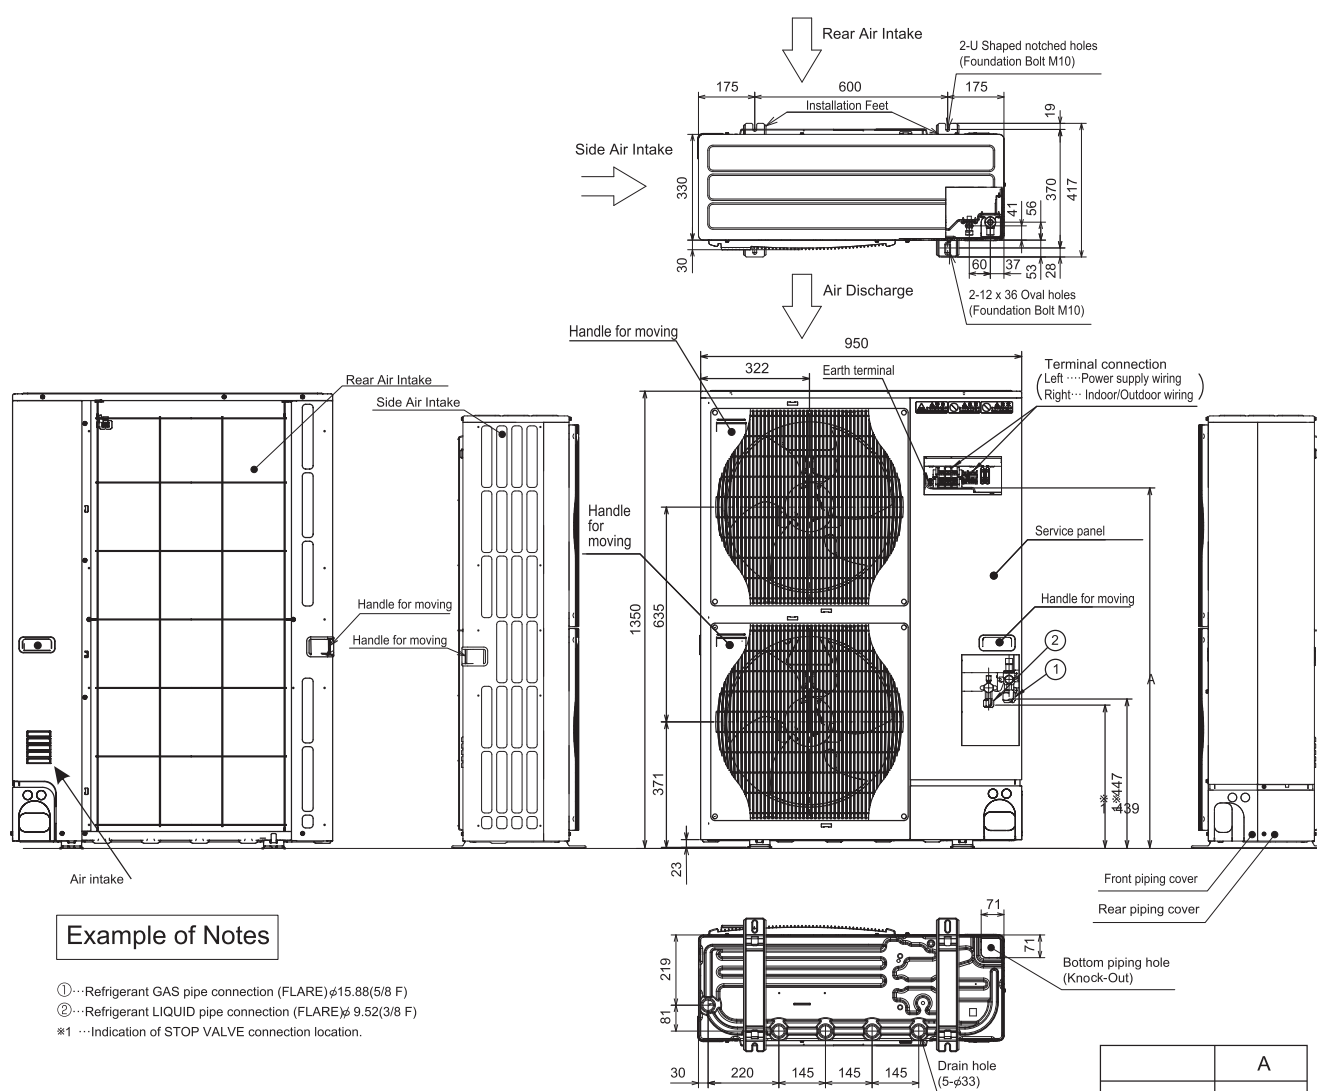 Rear Air Intake
2-U Shaped notched holes
(Foundation Bolt M10)
175
600
175
Installation Feet
19
Side Air Intake
330
41
56
370
417
30
60
37
53
28
Air Discharge
2-12 x 36 Oval holes
(Foundation Bolt M10)
Handle for moving
950
322
Earth terminal
Terminal connection
Left ····Power supply wiring
Right··· Indoor/Outdoor wiring
Rear Air Intake
Side Air Intake
Handle
for
moving
Service panel
Handle for moving
Handle for moving
Handle for moving
1350
635
371
23
②
①
A
※1 439
※1 447
Air intake
Front piping cover
Rear piping cover
Example of Notes
①···Refrigerant GAS pipe connection (FLARE)⌀15.88(5/8 F)
②···Refrigerant LIQUID pipe connection (FLARE)⌀ 9.52(3/8 F)
※1 ···Indication of STOP VALVE connection location.
71
71
219
81
Bottom piping hole
(Knock-Out)
30
220
145
145
145
Drain hole
(5-⌀33)
A